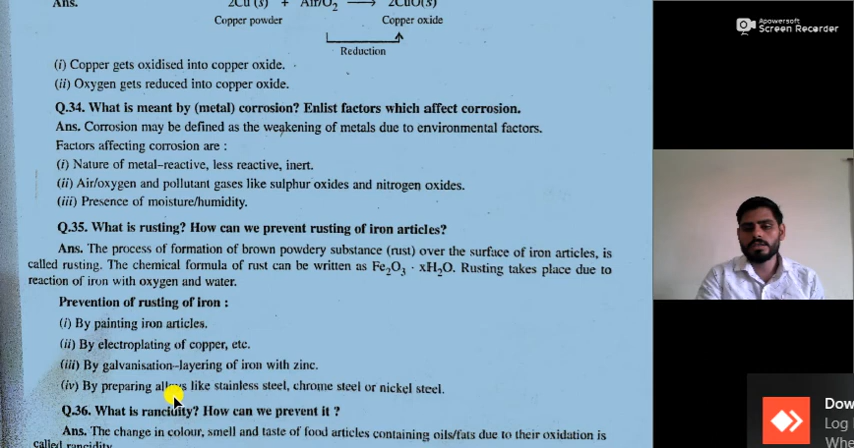 Ans. 2Cu (s) + Air/O2 → 2CuO(s)
Copper powder Copper oxide
Reduction
(i) Copper gets oxidised into copper oxide.
(ii) Oxygen gets reduced into copper oxide.
Q.34. What is meant by (metal) corrosion? Enlist factors which affect corrosion.
Ans. Corrosion may be defined as the weakening of metals due to environmental factors.
Factors affecting corrosion are :
(i) Nature of metal–reactive, less reactive, inert.
(ii) Air/oxygen and pollutant gases like sulphur oxides and nitrogen oxides.
(iii) Presence of moisture/humidity.
Q.35. What is rusting? How can we prevent rusting of iron articles?
Ans. The process of formation of brown powdery substance (rust) over the surface of iron articles, is
called rusting. The chemical formula of rust can be written as Fe2O3 · xH2O. Rusting takes place due to
reaction of iron with oxygen and water.
Prevention of rusting of iron :
(i) By painting iron articles.
(ii) By electroplating of copper, etc.
(iii) By galvanisation–layering of iron with zinc.
(iv) By preparing alloys like stainless steel, chrome steel or nickel steel.
Q.36. What is rancidity? How can we prevent it ?
Ans. The change in colour, smell and taste of food articles containing oils/fats due to their oxidation is
called rancidity.
Apowersoft
Screen Recorder
Dow
Log
Wha